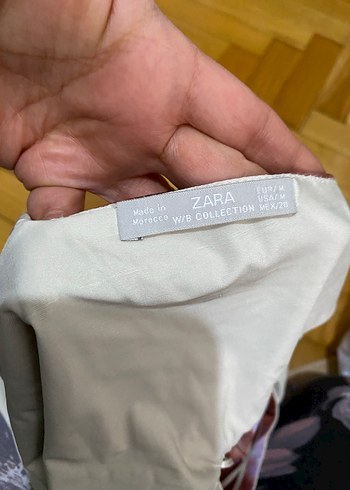 Made in
Morocco
ZARA
W/B COLLECTION
EUR/M
USA/M
MEX/28